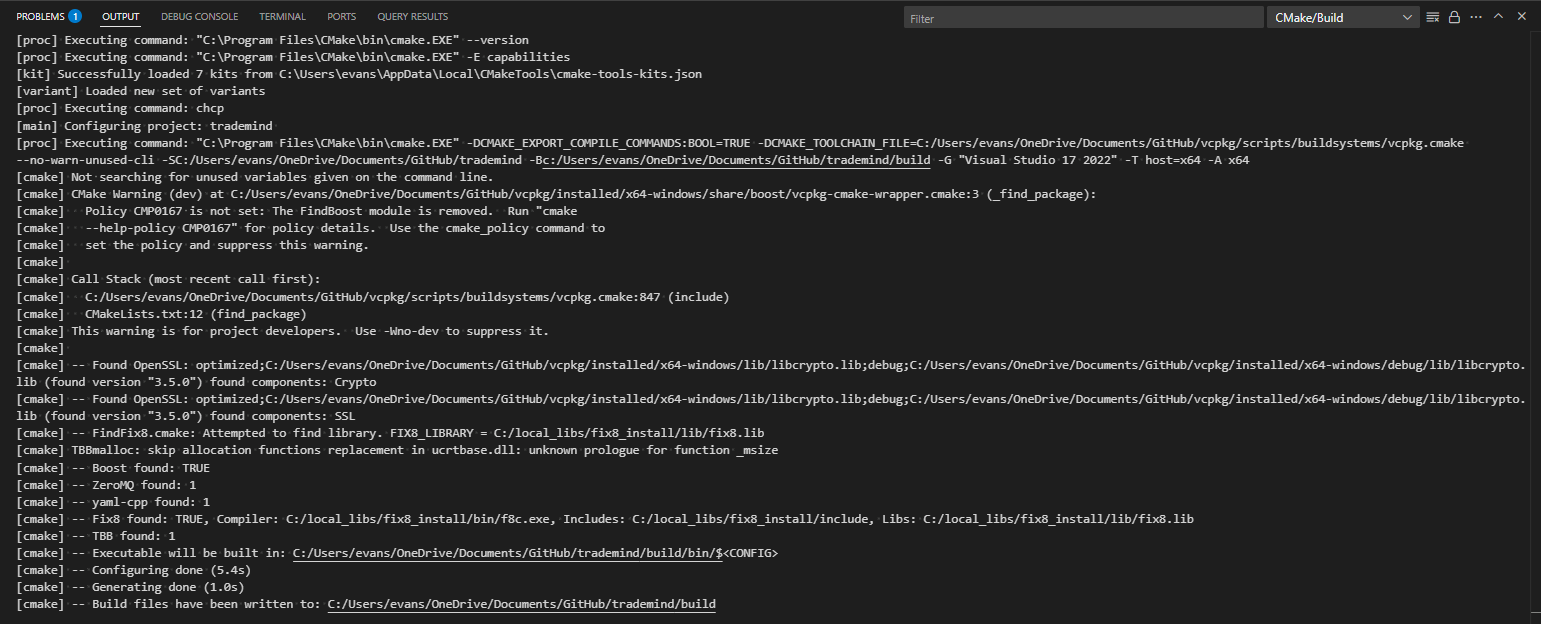 PROBLEMS 1 OUTPUT DEBUG CONSOLE TERMINAL PORTS QUERY RESULTS Filter CMake/Build
[proc] Executing command: "C:\Program Files\CMake\bin\cmake.EXE" --version
[proc] Executing command: "C:\Program Files\CMake\bin\cmake.EXE" -E capabilities
[kit] Successfully loaded 7 kits from C:\Users\evans\AppData\Local\CMakeTools\cmake-tools-kits.json
[variant] Loaded new set of variants
[proc] Executing command: chcp
[main] Configuring project: trademind
[proc] Executing command: "C:\Program Files\CMake\bin\cmake.EXE" -DCMAKE_EXPORT_COMPILE_COMMANDS:BOOL=TRUE -DCMAKE_TOOLCHAIN_FILE=C:/Users/evans/OneDrive/Documents/GitHub/vcpkg/scripts/buildsystems/vcpkg.cmake
--no-warn-unused-cli -SC:/Users/evans/OneDrive/Documents/GitHub/trademind -Bc:/Users/evans/OneDrive/Documents/GitHub/trademind/build -G "Visual Studio 17 2022" -T host=x64 -A x64
[cmake] Not searching for unused variables given on the command line.
[cmake] CMake Warning (dev) at C:/Users/evans/OneDrive/Documents/GitHub/vcpkg/installed/x64-windows/share/boost/vcpkg-cmake-wrapper.cmake:3 (_find_package):
[cmake]   Policy CMP0167 is not set: The FindBoost module is removed.  Run "cmake
[cmake]   --help-policy CMP0167" for policy details.  Use the cmake_policy command to
[cmake]   set the policy and suppress this warning.
[cmake]
[cmake] Call Stack (most recent call first):
[cmake]   C:/Users/evans/OneDrive/Documents/GitHub/vcpkg/scripts/buildsystems/vcpkg.cmake:847 (include)
[cmake]   CMakeLists.txt:12 (find_package)
[cmake] This warning is for project developers.  Use -Wno-dev to suppress it.
[cmake]
[cmake] -- Found OpenSSL: optimized;C:/Users/evans/OneDrive/Documents/GitHub/vcpkg/installed/x64-windows/lib/libcrypto.lib;debug;C:/Users/evans/OneDrive/Documents/GitHub/vcpkg/installed/x64-windows/debug/lib/libcrypto.
lib (found version "3.5.0") found components: Crypto
[cmake] -- Found OpenSSL: optimized;C:/Users/evans/OneDrive/Documents/GitHub/vcpkg/installed/x64-windows/lib/libcrypto.lib;debug;C:/Users/evans/OneDrive/Documents/GitHub/vcpkg/installed/x64-windows/debug/lib/libcrypto.
lib (found version "3.5.0") found components: SSL
[cmake] -- FindFix8.cmake: Attempted to find library. FIX8_LIBRARY = C:/local_libs/fix8_install/lib/fix8.lib
[cmake] TBBmalloc: skip allocation functions replacement in ucrtbase.dll: unknown prologue for function _msize
[cmake] -- Boost found: TRUE
[cmake] -- ZeroMQ found: 1
[cmake] -- yaml-cpp found: 1
[cmake] -- Fix8 found: TRUE, Compiler: C:/local_libs/fix8_install/bin/f8c.exe, Includes: C:/local_libs/fix8_install/include, Libs: C:/local_libs/fix8_install/lib/fix8.lib
[cmake] -- TBB found: 1
[cmake] -- Executable will be built in: C:/Users/evans/OneDrive/Documents/GitHub/trademind/build/bin/$<CONFIG>
[cmake] -- Configuring done (5.4s)
[cmake] -- Generating done (1.0s)
[cmake] -- Build files have been written to: C:/Users/evans/OneDrive/Documents/GitHub/trademind/build